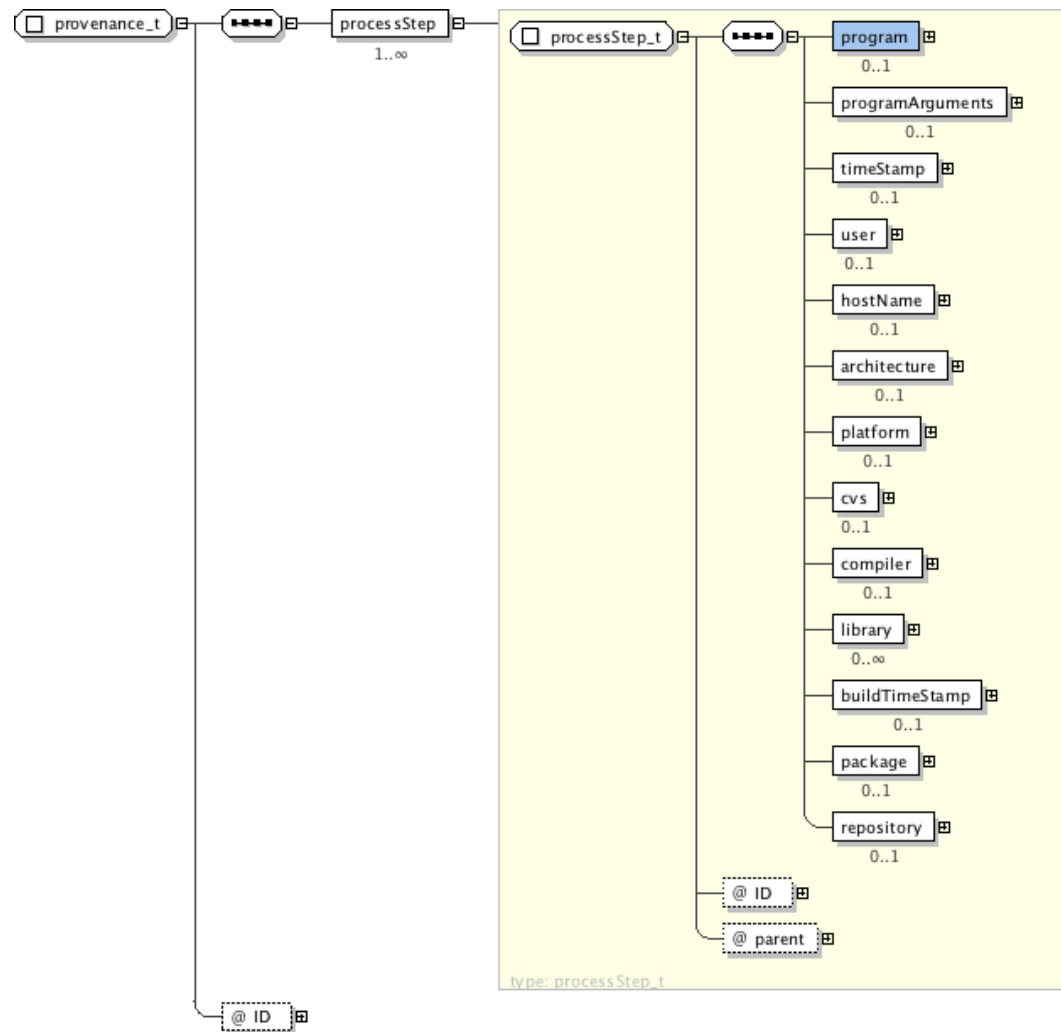 provenance_t
processStep
1..∞
processStep_t
program
0..1
programArguments
0..1
timeStamp
0..1
user
0..1
hostName
0..1
architecture
0..1
platform
0..1
cvs
0..1
compiler
0..1
library
0..∞
buildTimeStamp
0..1
package
0..1
repository
0..1
@ ID
@ parent
type: processStep_t
@ ID